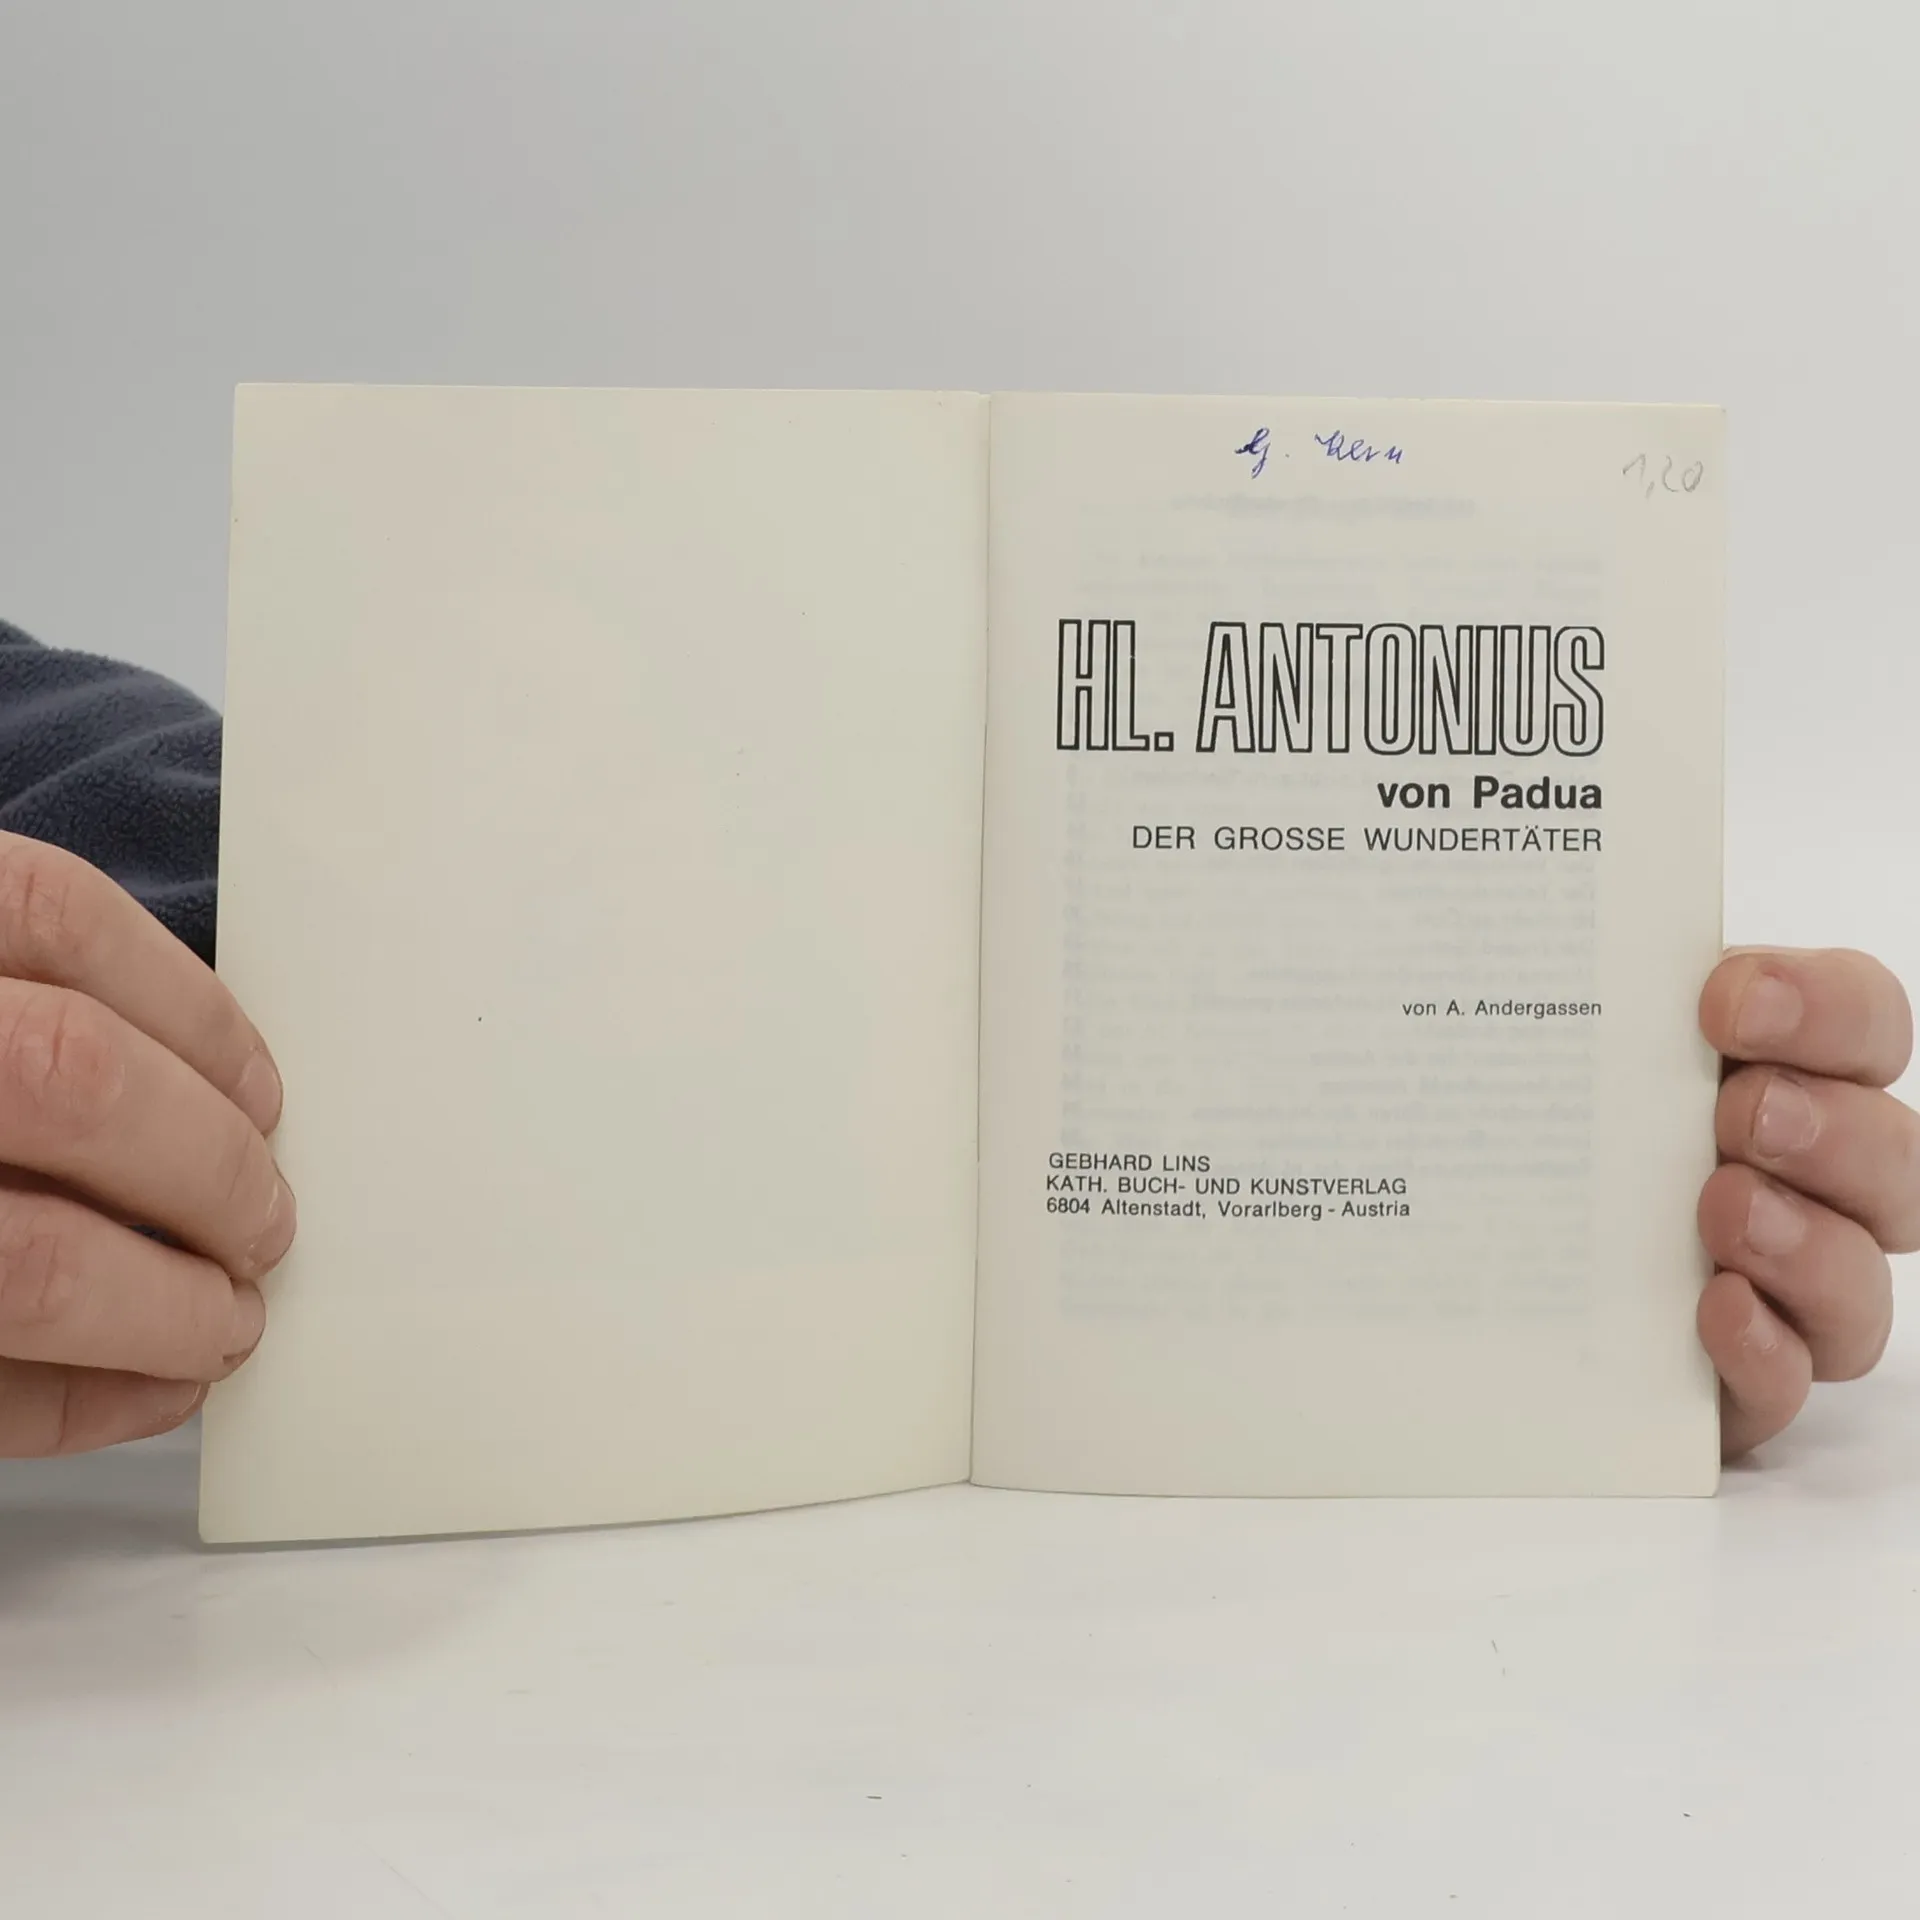 G. Kern
1,20
HL. ANTONIUS
von Padua
DER GROSSE WUNDERTÄTER
von A. Andergassen
GEBHARD LINS
KATH. BUCH- UND KUNSTVERLAG
6804 Altenstadt, Vorarlberg - Austria